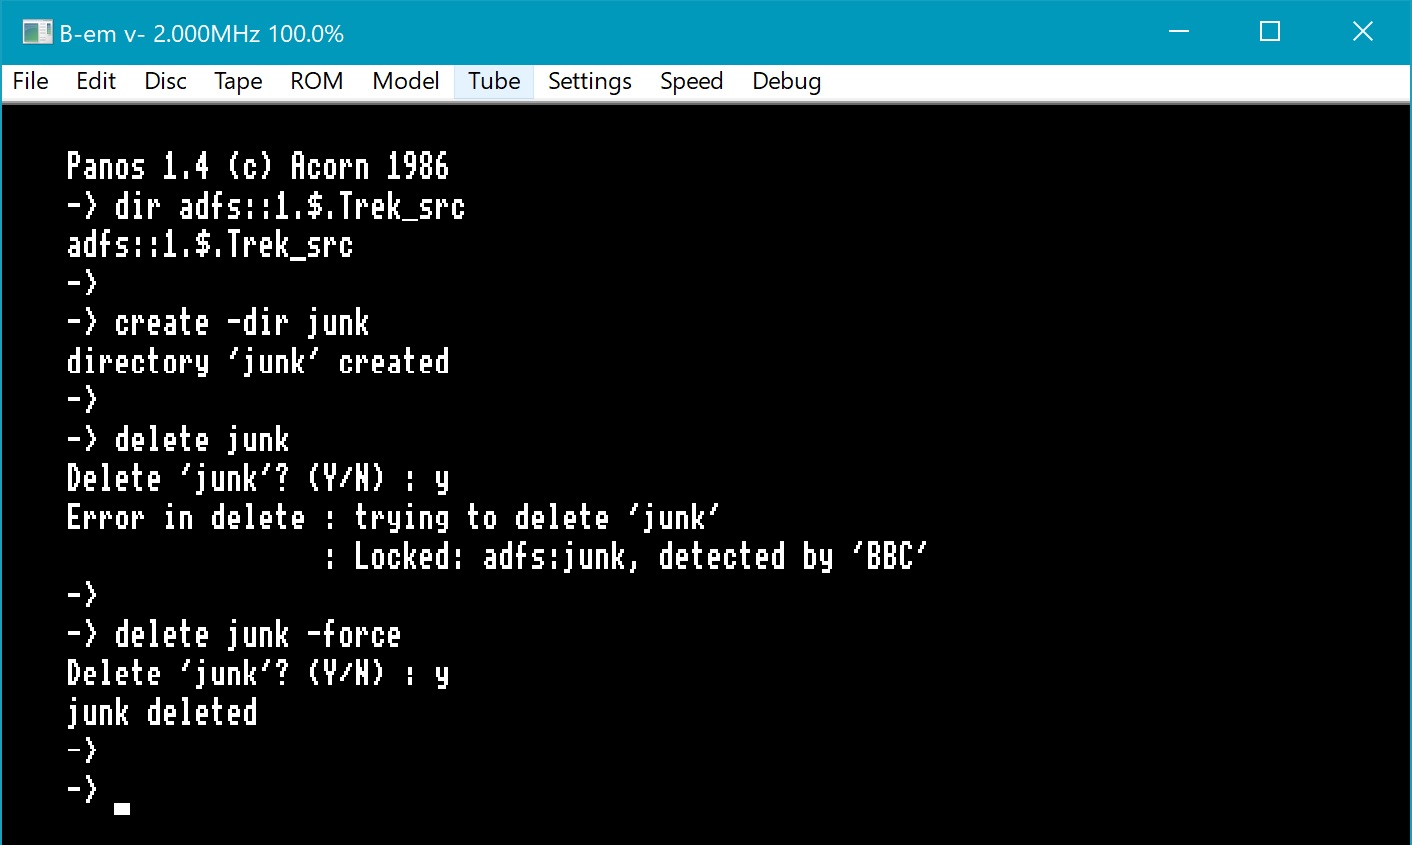 B-em v- 2.000MHz 100.0%
File Edit Disc Tape ROM Model Tube Settings Speed Debug
Panos 1.4 (c) Acorn 1986
-> dir adfs::1.$.Trek_src
adfs::1.$.Trek_src
->
-> create -dir junk
directory 'junk' created
->
-> delete junk
Delete 'junk'? (Y/N) : y
Error in delete : trying to delete 'junk'
: Locked: adfs:junk, detected by 'BBC'
->
-> delete junk -force
Delete 'junk'? (Y/N) : y
junk deleted
->
->